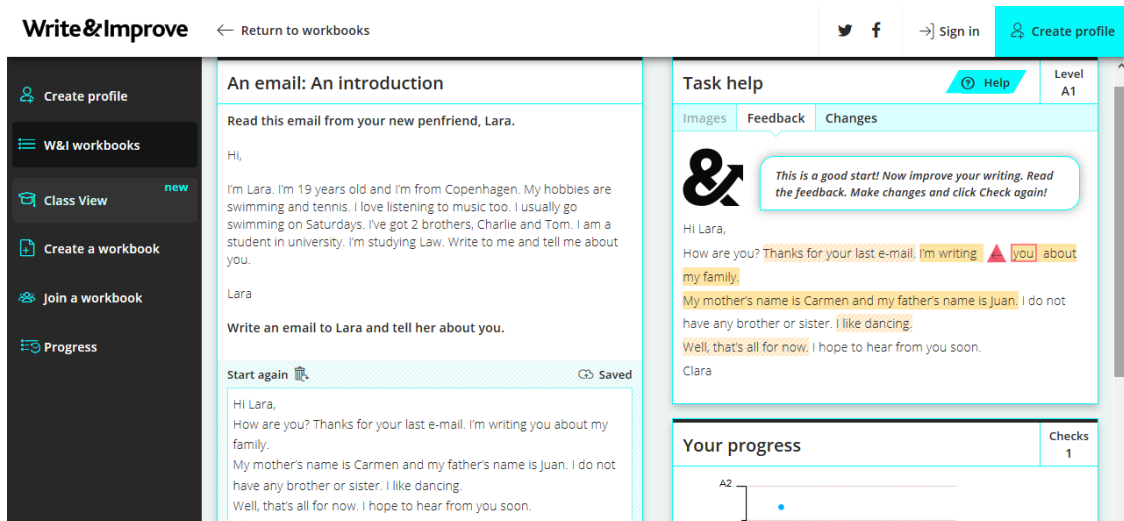 Write&Improve
Return to workbooks
Sign in
Create profile
Create profile
W&I workbooks
Class View
new
Create a workbook
Join a workbook
Progress
An email: An introduction
Read this email from your new penfriend, Lara.
Hi,
I'm Lara. I'm 19 years old and I'm from Copenhagen. My hobbies are
swimming and tennis. I love listening to music too. I usually go
swimming on Saturdays. I've got 2 brothers, Charlie and Tom. I am a
student in university. I'm studying Law. Write to me and tell me about
you.
Lara
Write an email to Lara and tell her about you.
Start again
Saved
Hi Lara,
How are you? Thanks for your last e-mail. I'm writing you about my
family.
My mother's name is Carmen and my father's name is Juan. I do not
have any brother or sister. I like dancing.
Well, that's all for now. I hope to hear from you soon.
Task help
Help
Level
A1
Images
Feedback
Changes
&
This is a good start! Now improve your writing. Read
the feedback. Make changes and click Check again!
Hi Lara,
How are you? Thanks for your last e-mail. I'm writing you about
my family.
My mother's name is Carmen and my father's name is Juan. I do not
have any brother or sister. I like dancing.
Well, that's all for now. I hope to hear from you soon.
Clara
Your progress
Checks
1
A2